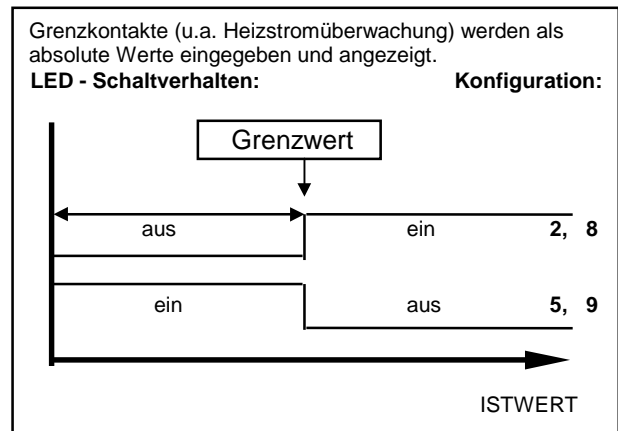 Grenzkontakte (u.a. Heizstromüberwachung) werden als
absolute Werte eingegeben und angezeigt.
LED - Schaltverhalten: Konfiguration:
Grenzwert
aus ein 2, 8
ein aus 5, 9
ISTWERT